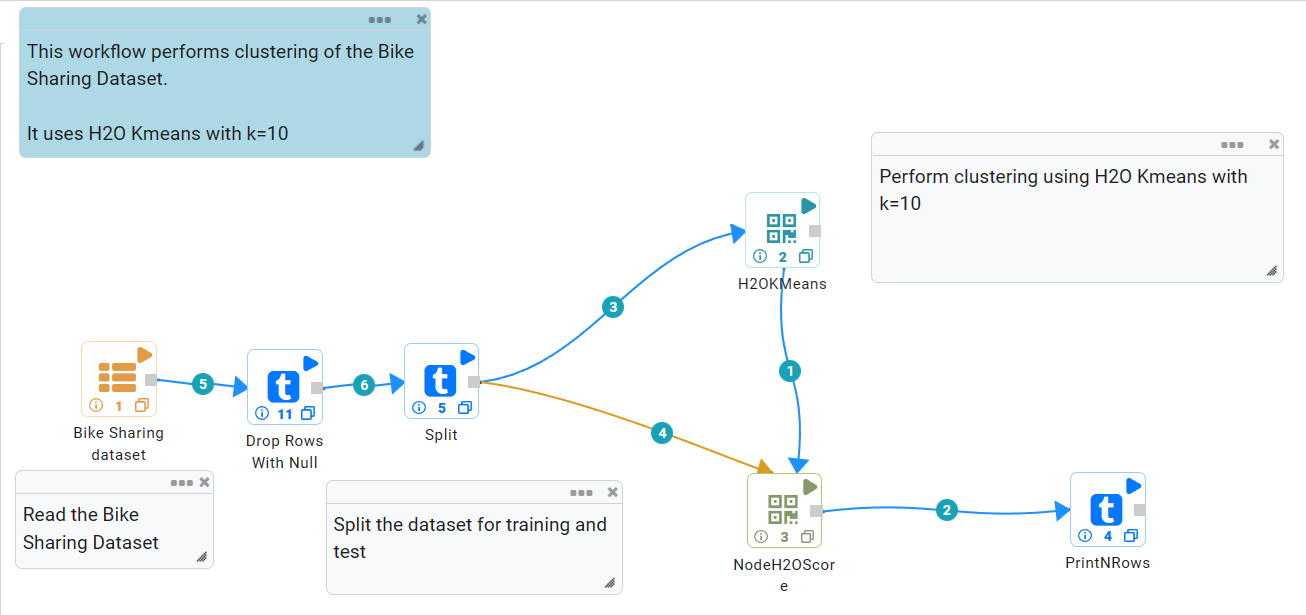 This workflow performs clustering of the Bike
Sharing Dataset.
It uses H2O Kmeans with k=10
Perform clustering using H2O Kmeans with
k=10
2
H2OKMeans
3
1
1
Bike Sharing
dataset
5
t
11
Drop Rows
With Null
6
t
5
Split
4
Read the Bike
Sharing Dataset
Split the dataset for training and
test
3
NodeH2OScor
e
2
t
4
PrintNRows